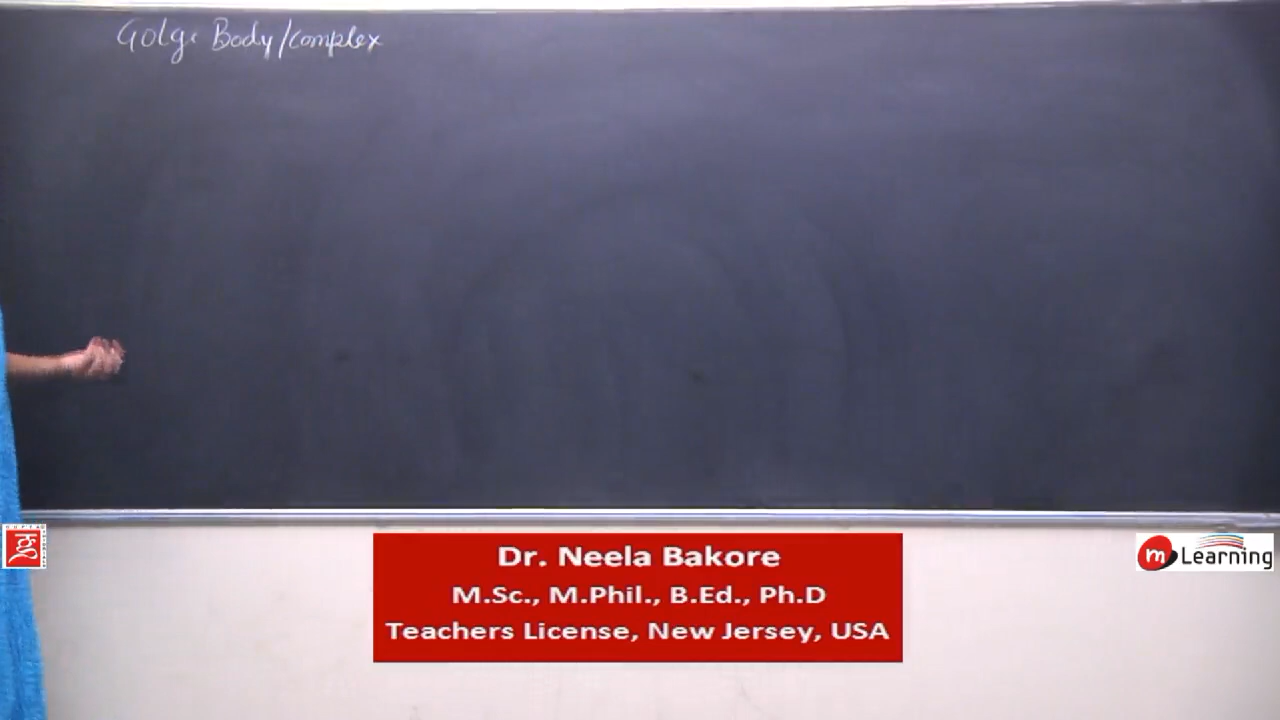 Golgi Body/complex
Dr. Neela Bakore
M.Sc., M.Phil., B.Ed., Ph.D
Teachers License, New Jersey, USA
m Learning